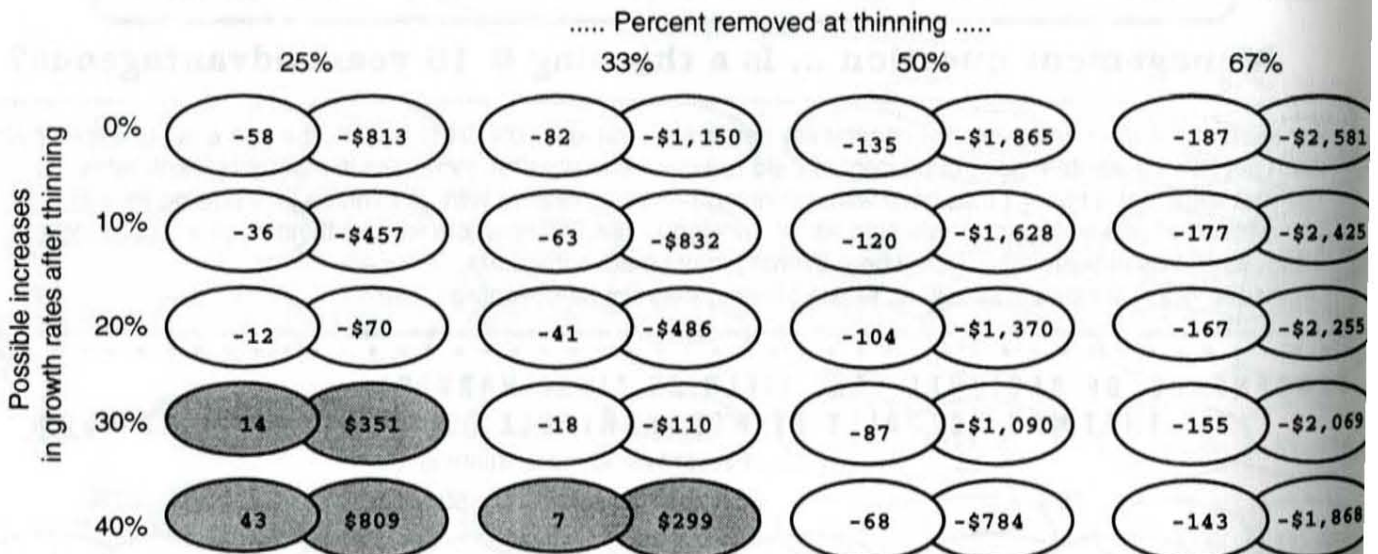 ..... Percent removed at thinning .....
25% 33% 50% 67%
Possible increases
in growth rates after thinning
0% -58 -$813 -82 -$1,150 -135 -$1,865 -187 -$2,581
10% -36 -$457 -63 -$832 -120 -$1,628 -177 -$2,425
20% -12 -$70 -41 -$486 -104 -$1,370 -167 -$2,255
30% 14 $351 -18 -$110 -87 -$1,090 -155 -$2,069
40% 43 $809 7 $299 -68 -$784 -143 -$1,868